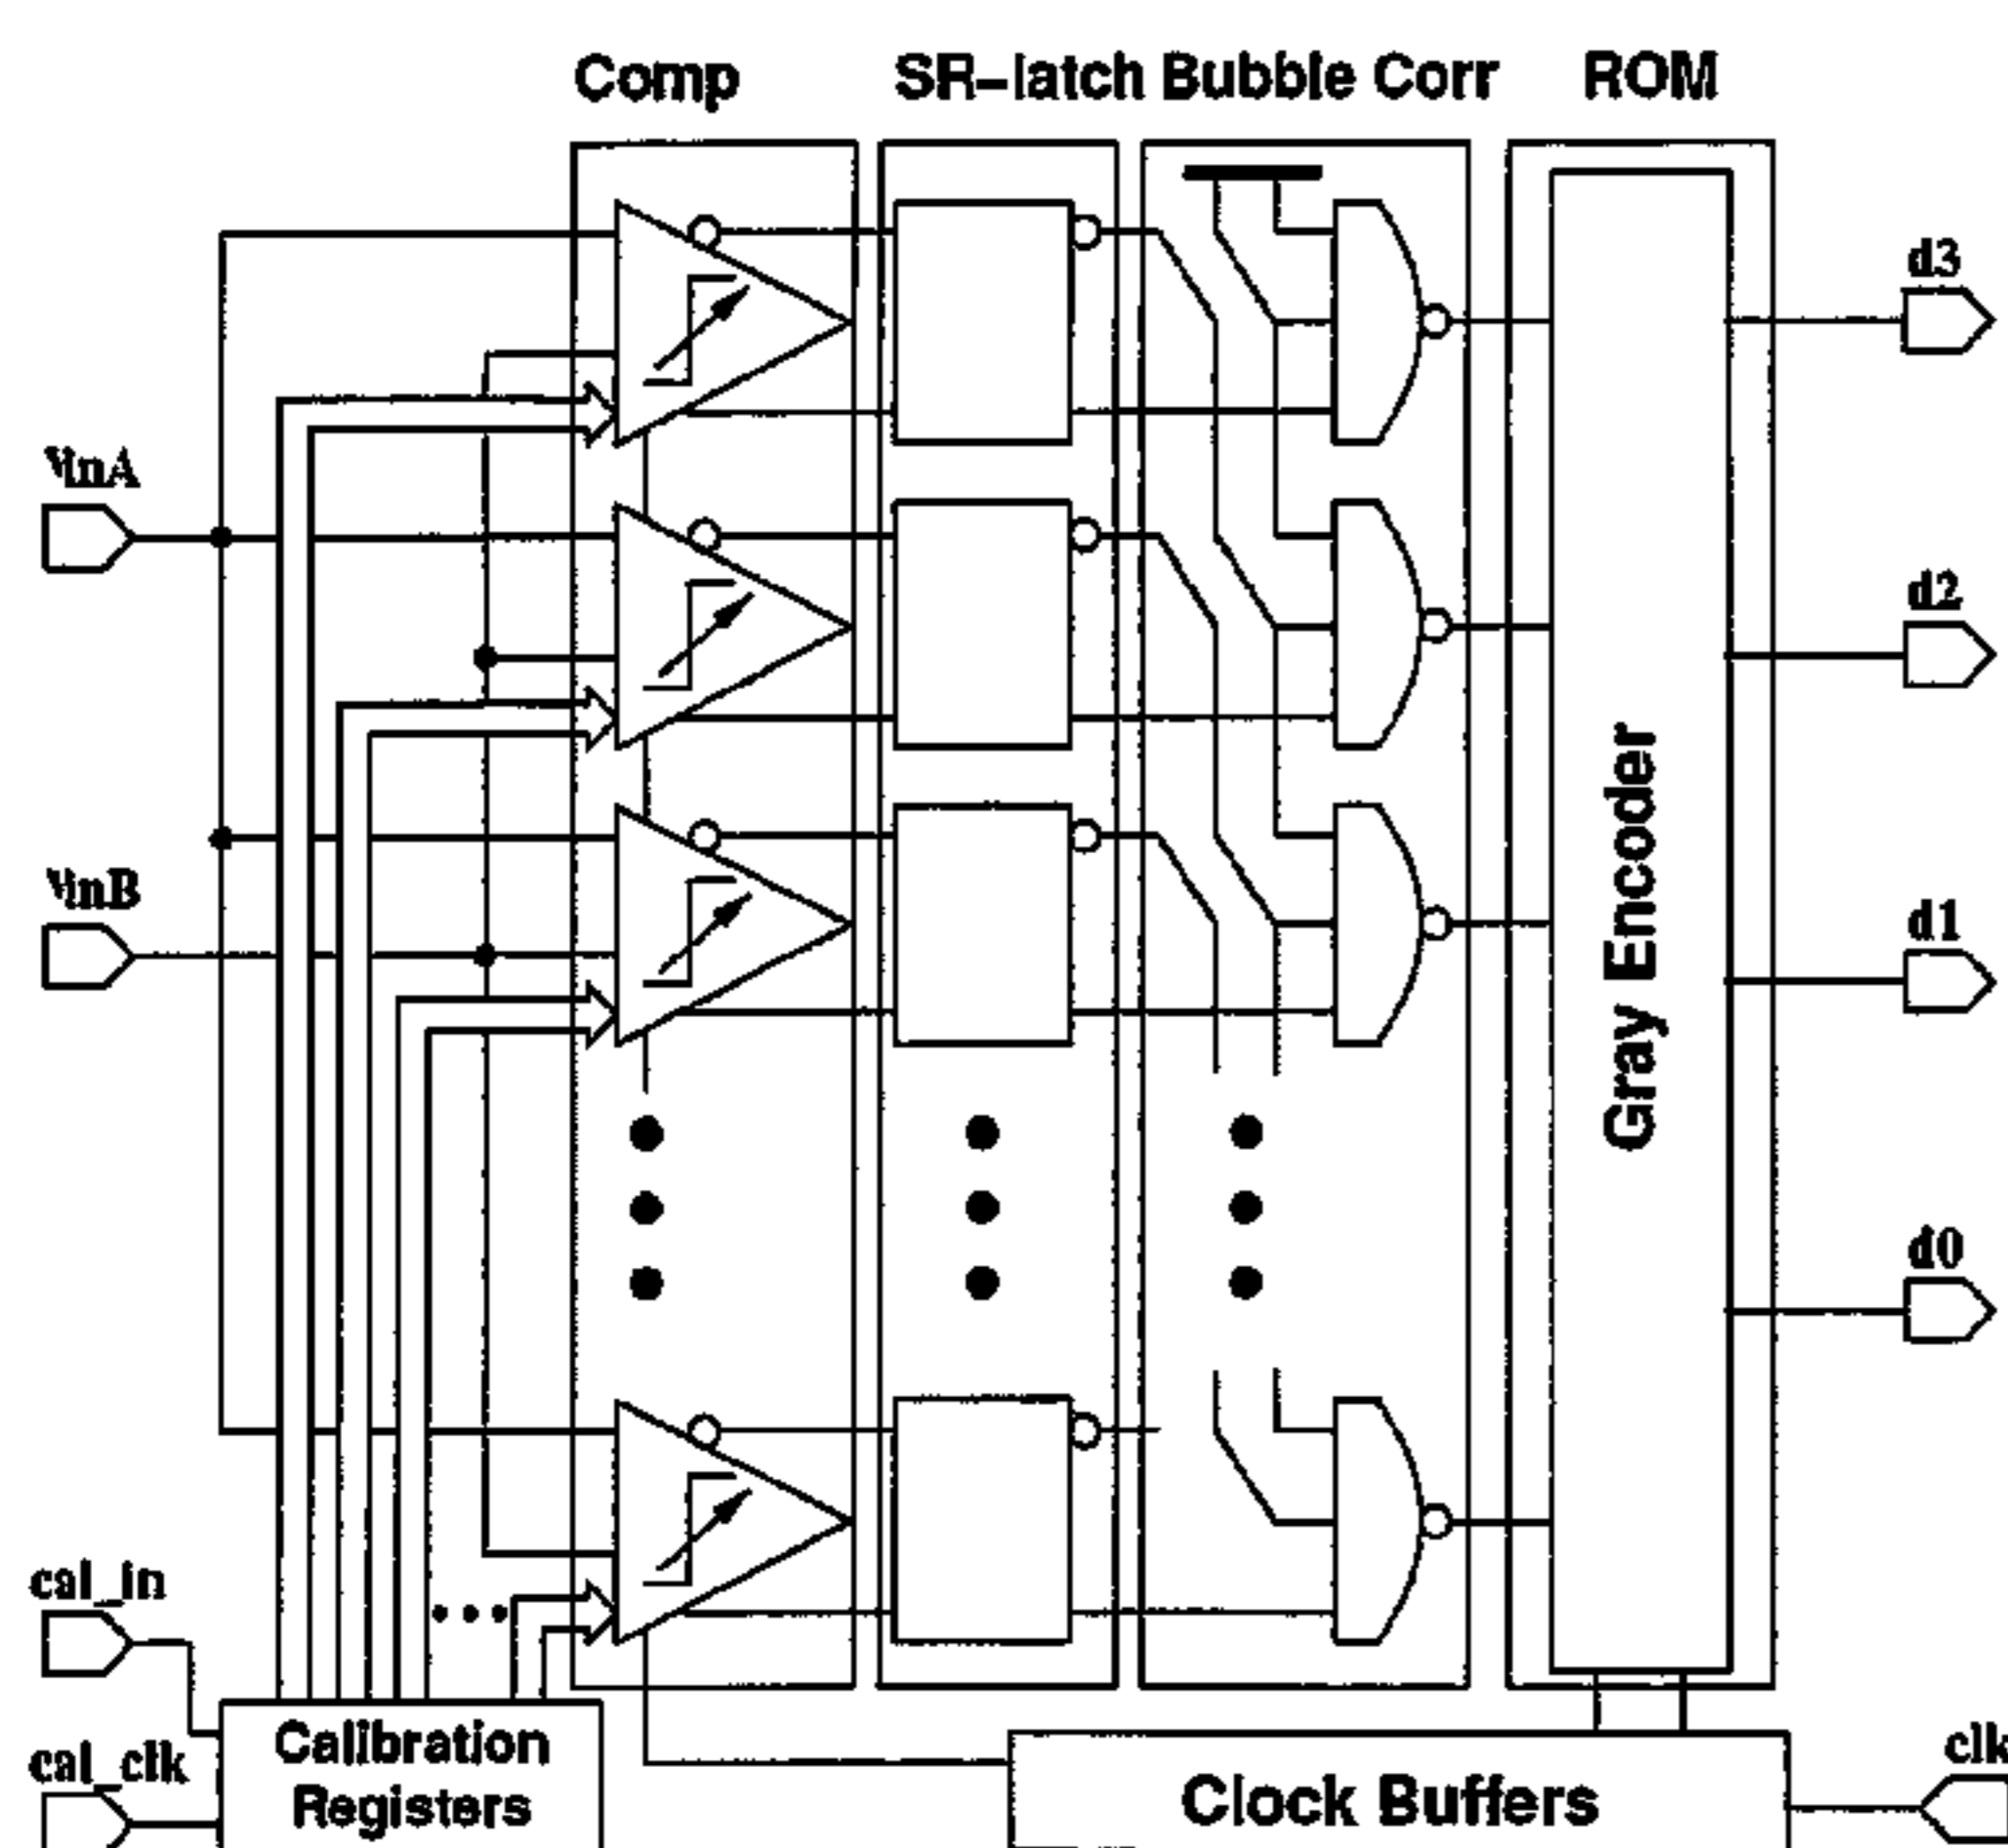 Comp SR-latch Bubble Corr ROM
d3
VinA
d2
VinB
d1
Gray Encoder
d0
cal_in
cal_clk
Calibration
Registers
Clock Buffers
clk